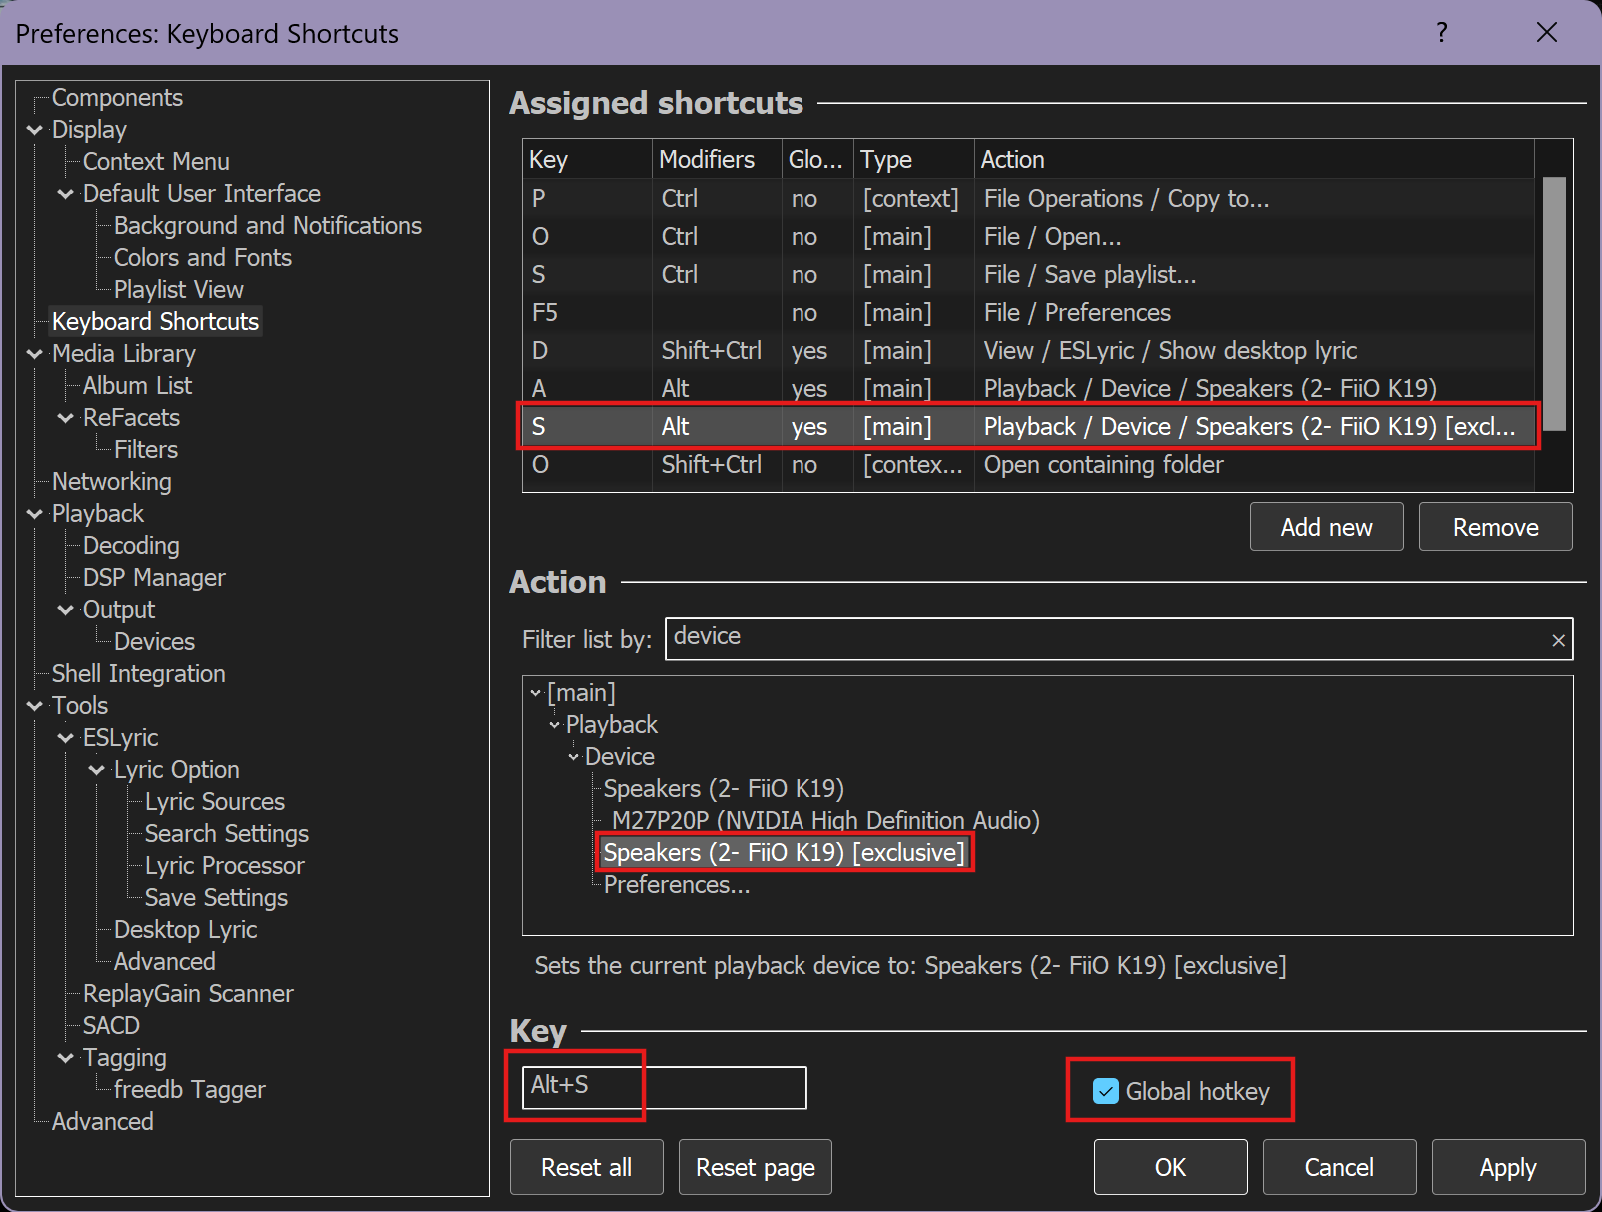 Preferences: Keyboard Shortcuts ?
Components
Display
Context Menu
Default User Interface
Background and Notifications
Colors and Fonts
Playlist View
Keyboard Shortcuts
Media Library
Album List
ReFacets
Filters
Networking
Playback
Decoding
DSP Manager
Output
Devices
Shell Integration
Tools
ESLyric
Lyric Option
Lyric Sources
Search Settings
Lyric Processor
Save Settings
Desktop Lyric
Advanced
ReplayGain Scanner
SACD
Tagging
freedb Tagger
Advanced
Assigned shortcuts
Key Modifiers Glo... Type Action
P Ctrl no [context] File Operations / Copy to...
O Ctrl no [main] File / Open...
S Ctrl no [main] File / Save playlist...
F5 no [main] File / Preferences
D Shift+Ctrl yes [main] View / ESLyric / Show desktop lyric
A Alt yes [main] Playback / Device / Speakers (2- FiiO K19)
S Alt yes [main] Playback / Device / Speakers (2- FiiO K19) [excl...
O Shift+Ctrl no [contex... Open containing folder
Add new Remove
Action
Filter list by: device
[main]
Playback
Device
Speakers (2- FiiO K19)
M27P20P (NVIDIA High Definition Audio)
Speakers (2- FiiO K19) [exclusive]
Preferences...
Sets the current playback device to: Speakers (2- FiiO K19) [exclusive]
Key
Alt+S Global hotkey
Reset all Reset page OK Cancel Apply